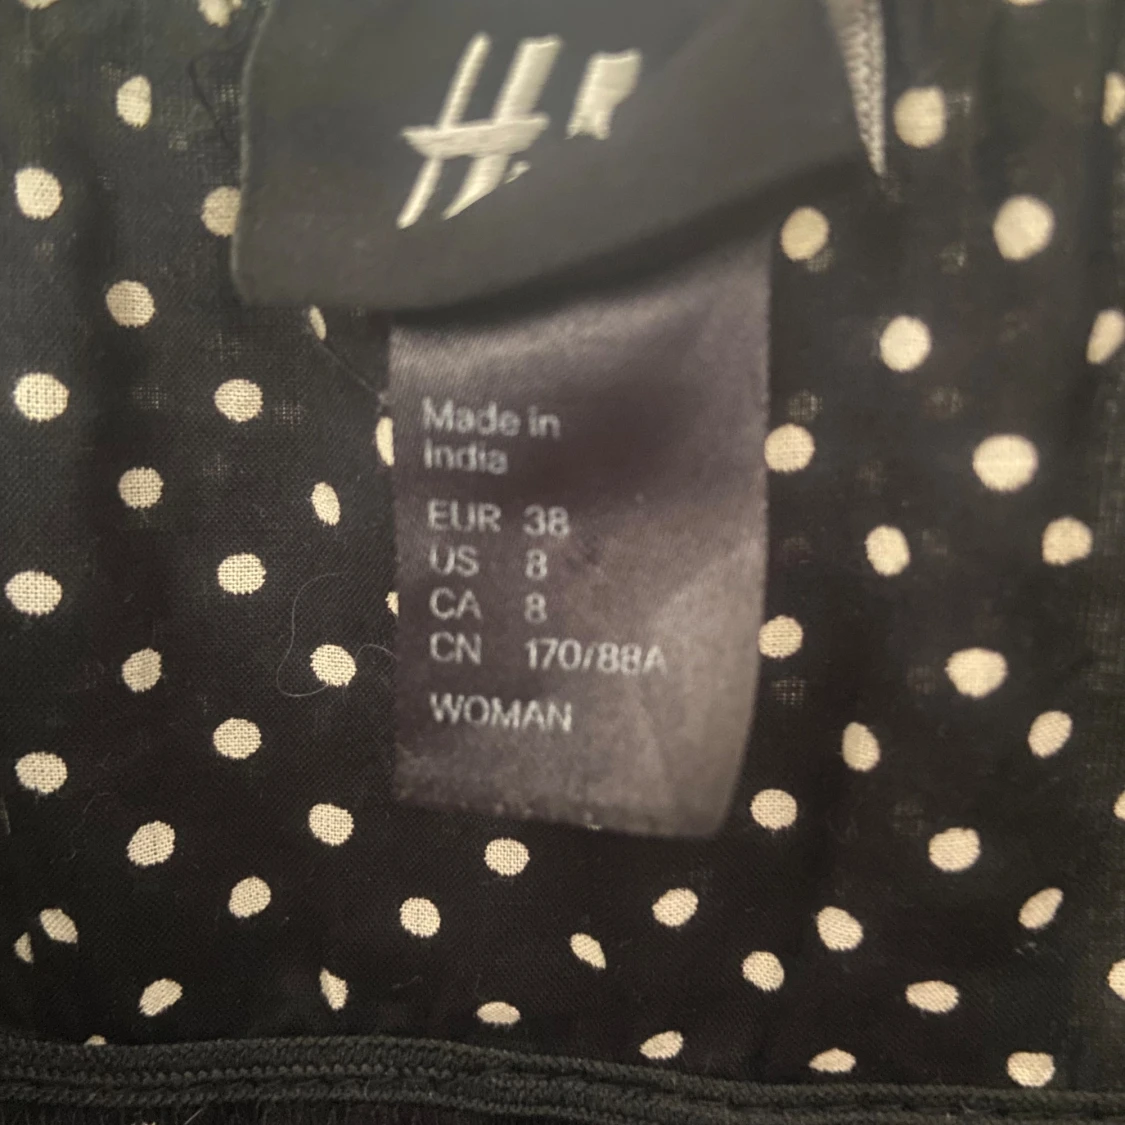 H
Made in
India
EUR 38
US 8
CA 8
CN 170/88A
WOMAN